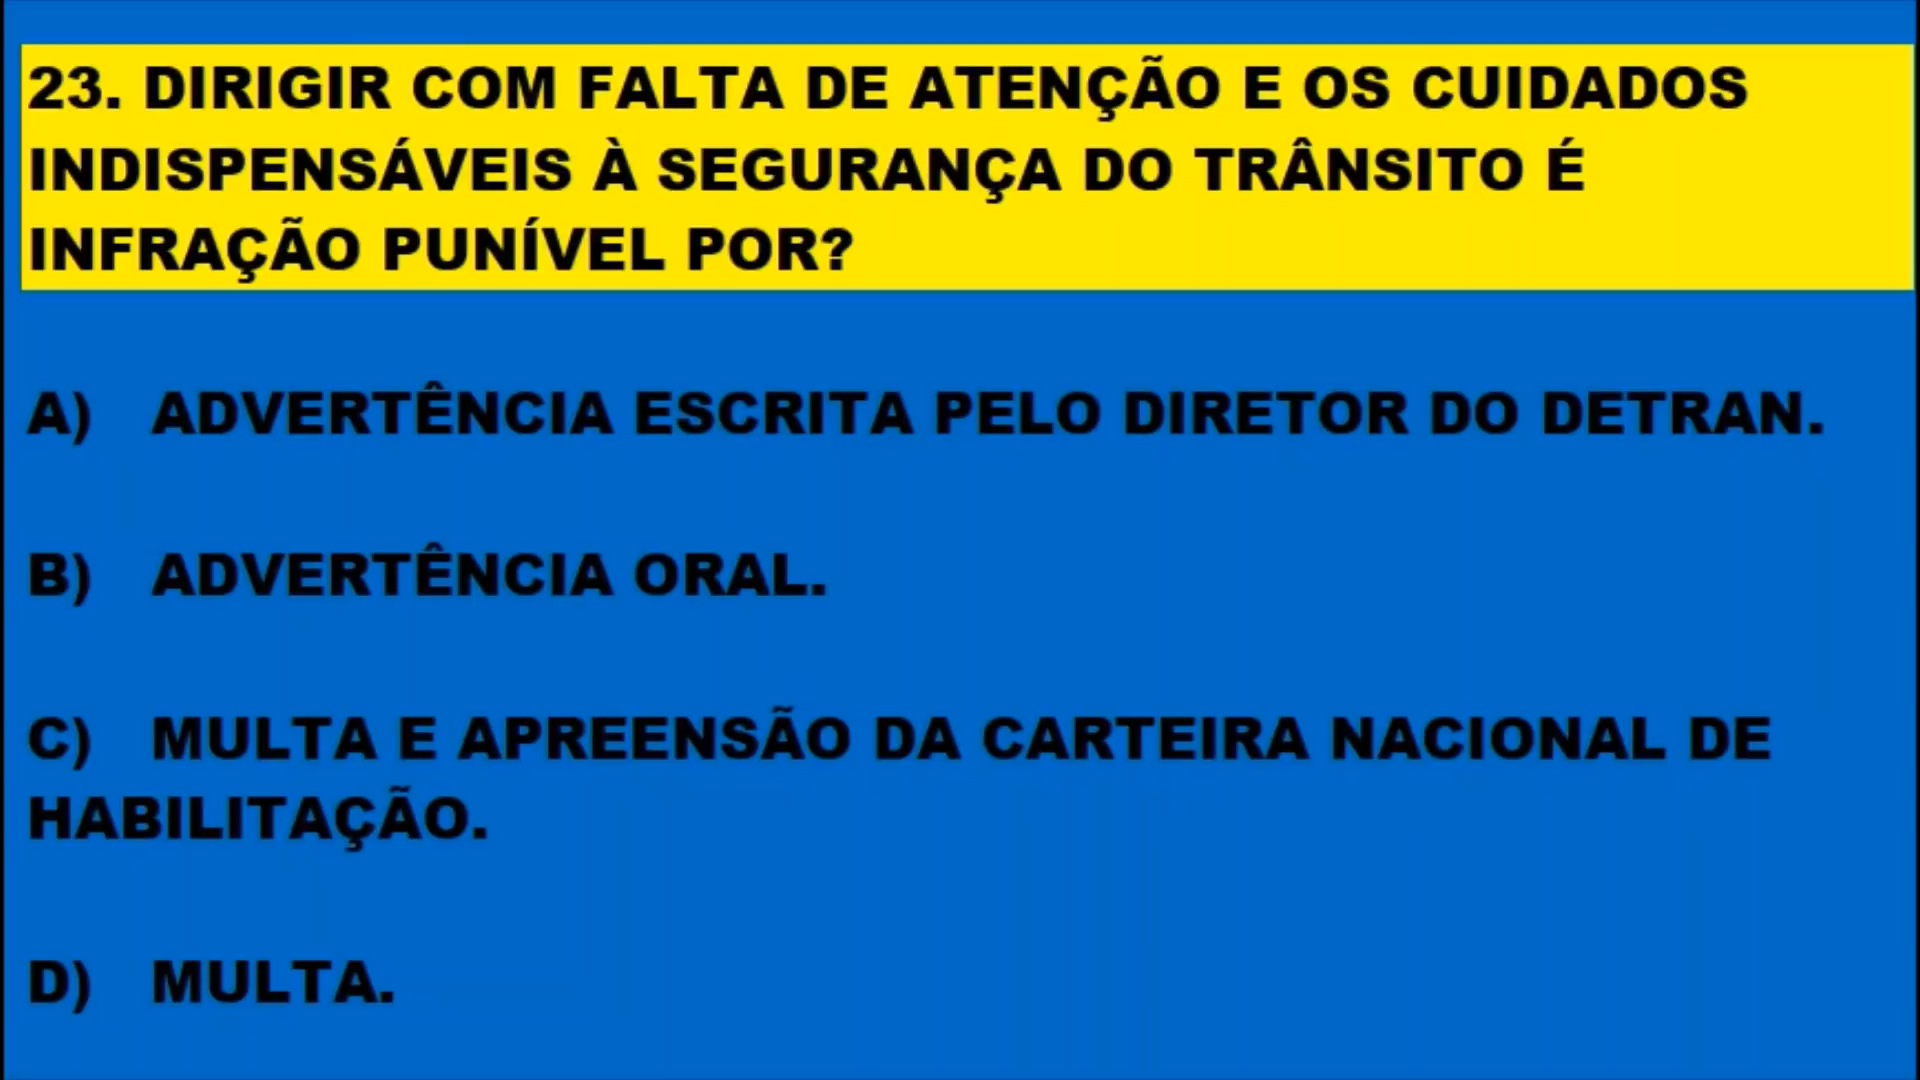 23. DIRIGIR COM FALTA DE ATENÇÃO E OS CUIDADOS
INDISPENSÁVEIS À SEGURANÇA DO TRÂNSITO É
INFRAÇÃO PUNÍVEL POR?
A) ADVERTÊNCIA ESCRITA PELO DIRETOR DO DETRAN.
B) ADVERTÊNCIA ORAL.
C) MULTA E APREENSÃO DA CARTEIRA NACIONAL DE
HABILITAÇÃO.
D) MULTA.